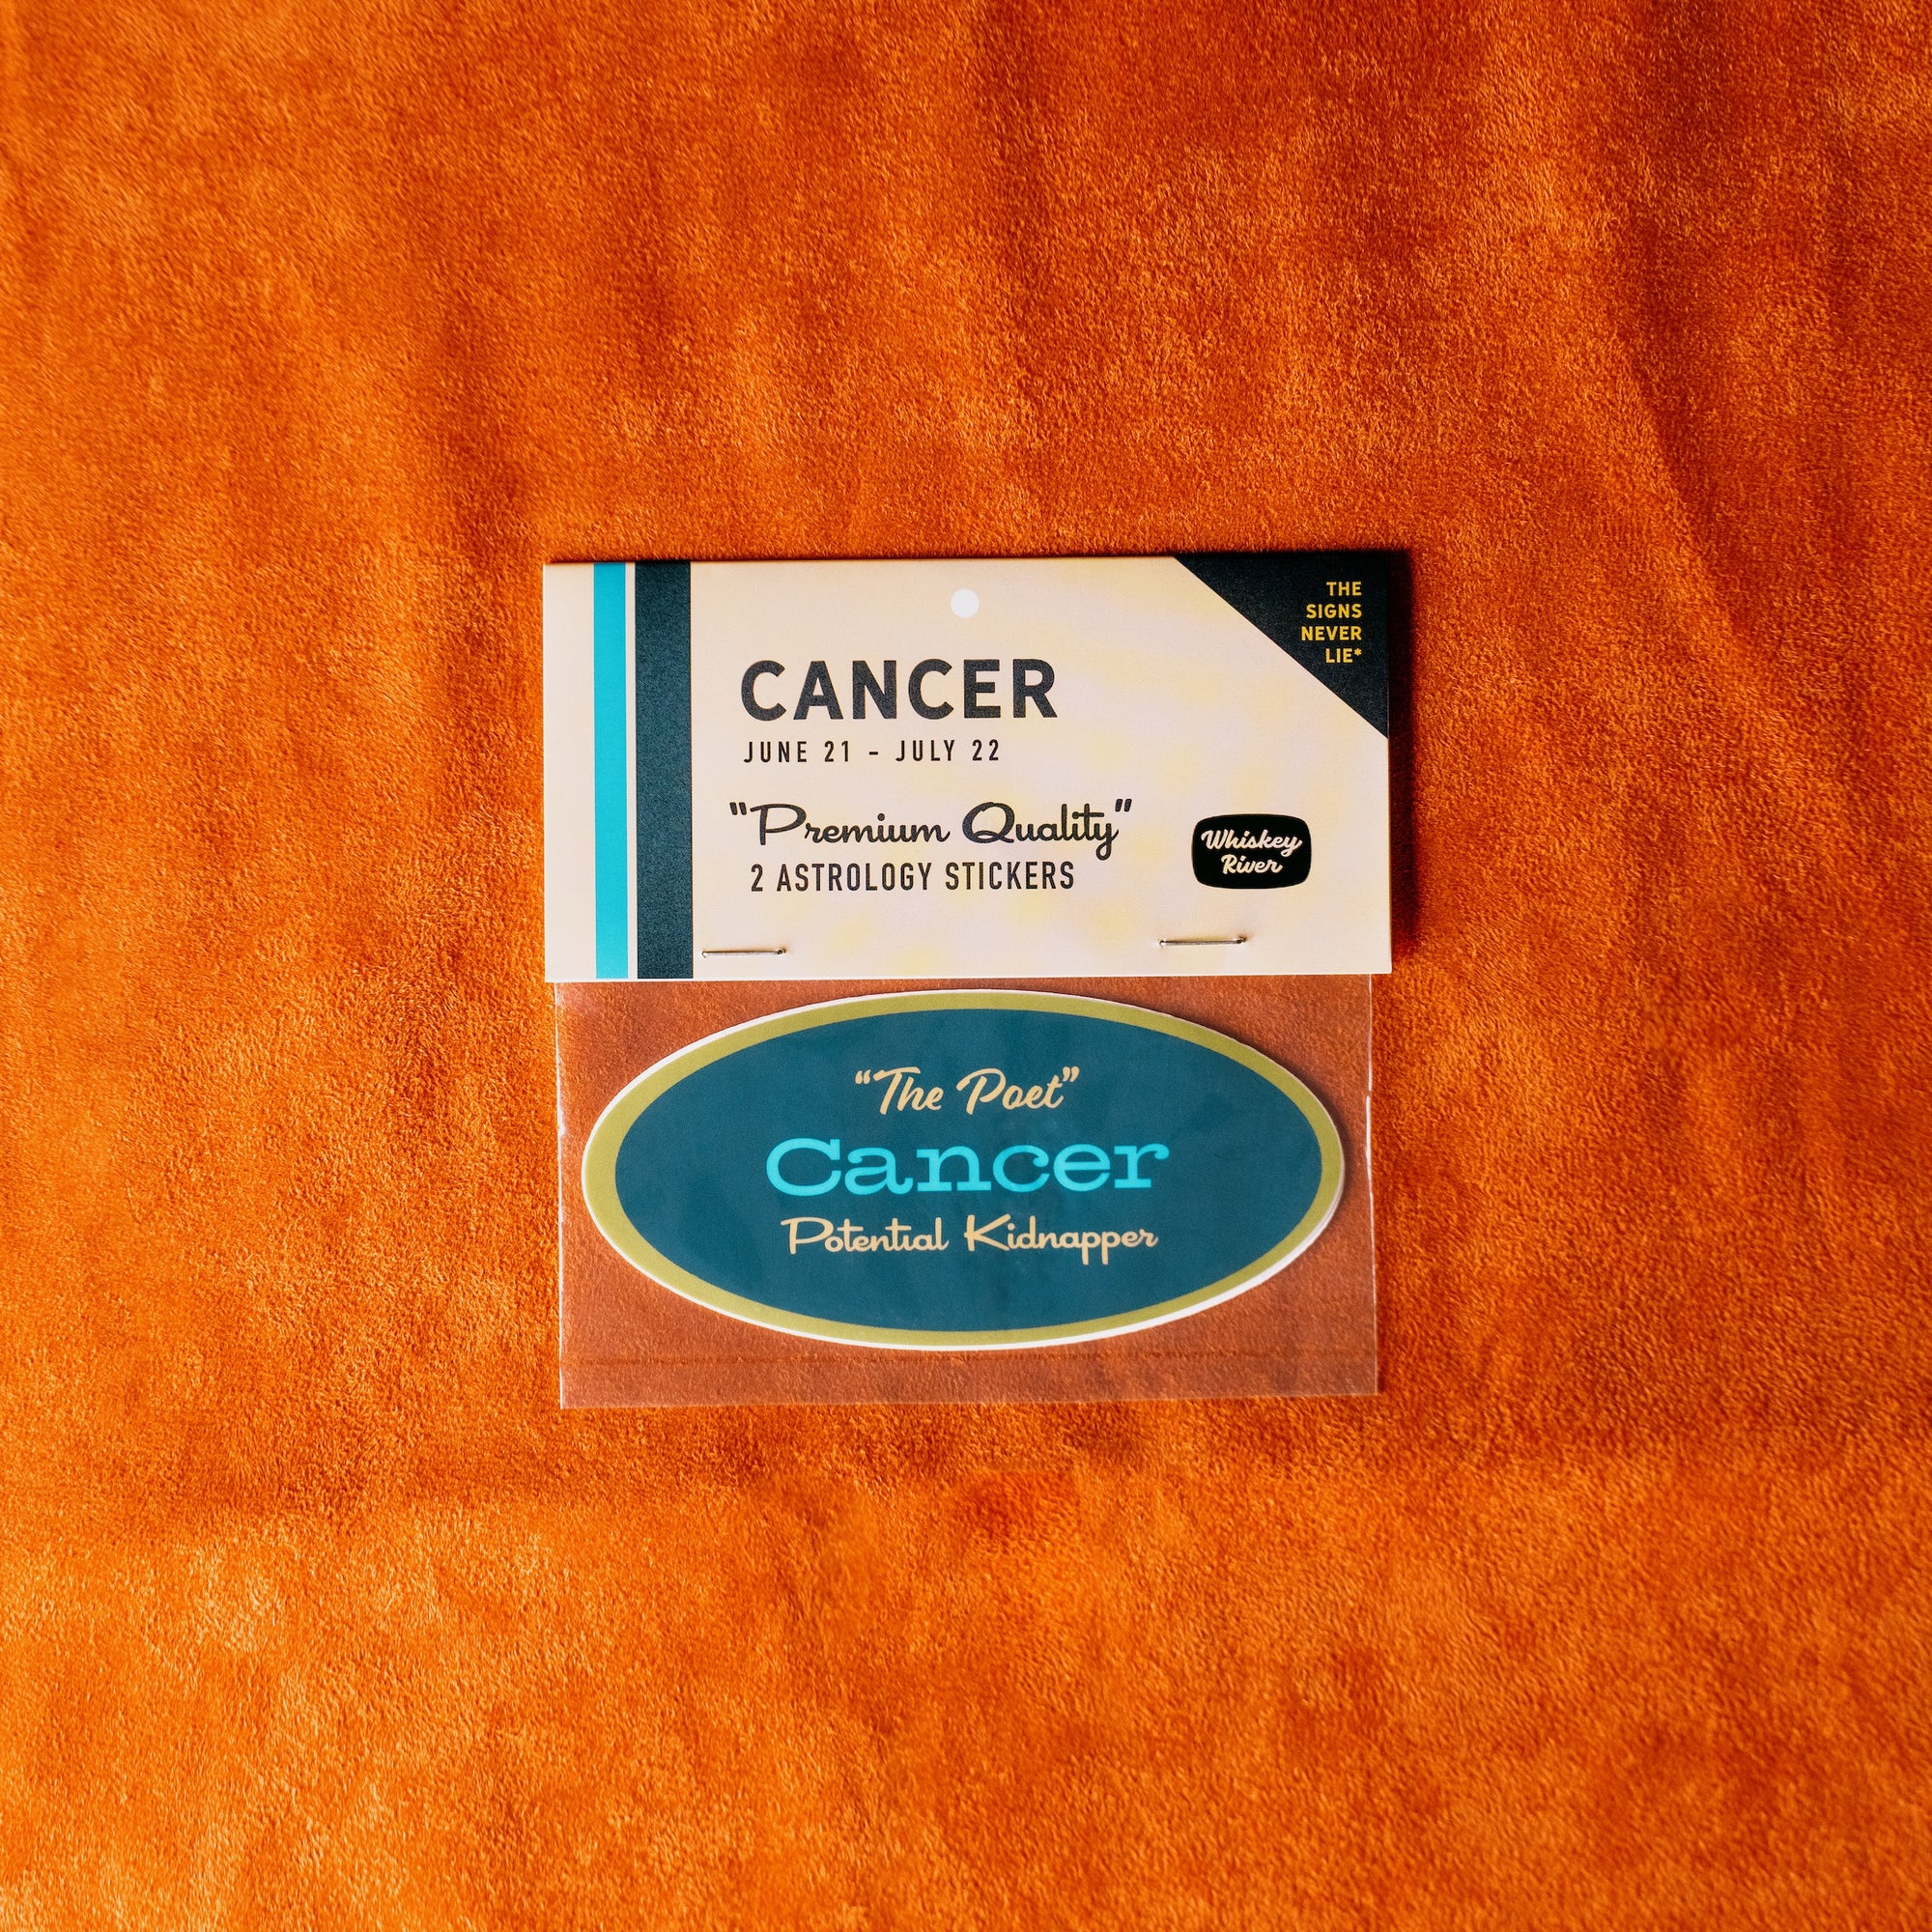 THE
SIGNS
NEVER
LIE*
CANCER
JUNE 21 - JULY 22
"Premium Quality"
2 ASTROLOGY STICKERS
Whiskey
River
“The Poet”
Cancer
Potential Kidnapper